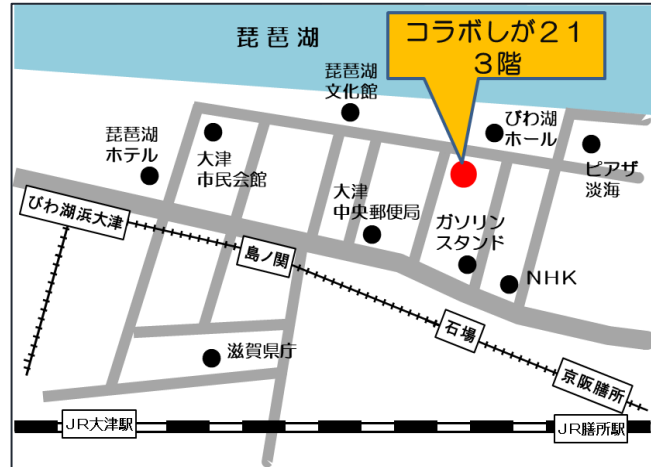 琵琶湖
コラボしが２１
３階
琵琶湖
文化館
びわ湖
ホール
琵琶湖
ホテル
大津
市民会館
ピアザ
淡海
大津
中央郵便局
ガソリン
スタンド
びわ湖浜大津
島ノ関
NHK
石場
滋賀県庁
京阪膳所
JR大津駅
JR膳所駅